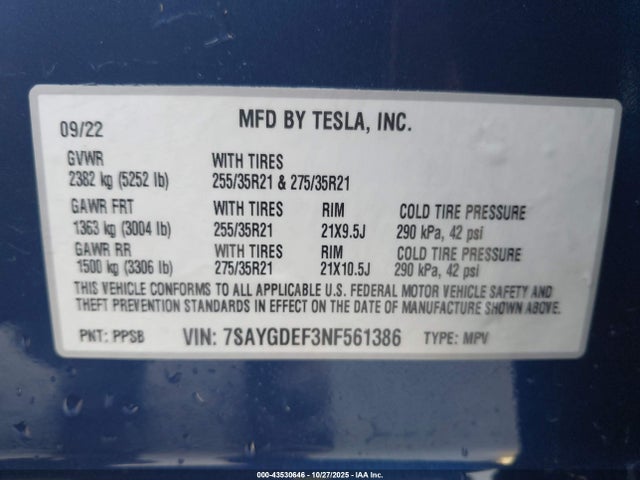 09/22 MFD BY TESLA, INC.
GVWR WITH TIRES
2382 kg (5252 lb) 255/35R21 & 275/35R21
GAWR FRT WITH TIRES RIM COLD TIRE PRESSURE
1363 kg (3004 lb) 255/35R21 21X9.5J 290 kPa, 42 psi
GAWR RR WITH TIRES RIM COLD TIRE PRESSURE
1500 kg (3306 lb) 275/35R21 21X10.5J 290 kPa, 42 psi
THIS VEHICLE CONFORMS TO ALL APPLICABLE U.S. FEDERAL MOTOR VEHICLE SAFETY AND
THEFT PREVENTION STANDARDS IN EFFECT ON THE DATE OF MANUFACTURE SHOWN ABOVE.
PNT: PPSB VIN: 7SAYGDEF3NF561386 TYPE: MPV
000-43530646 - 10/27/2025 - IAA Inc.